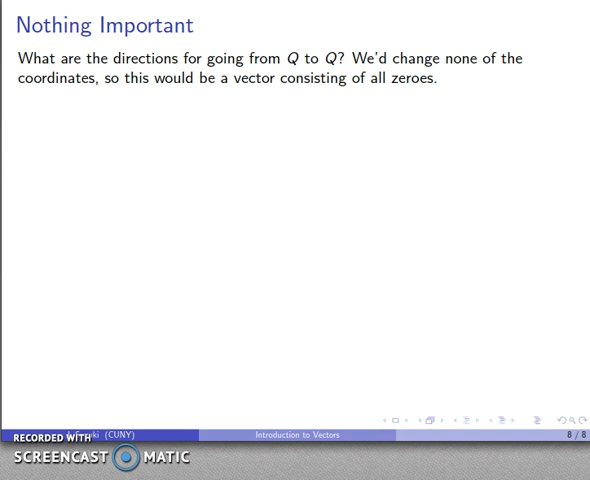 Nothing Important
What are the directions for going from Q to Q? We'd change none of the
coordinates, so this would be a vector consisting of all zeroes.
(CUNY)
Introduction to Vectors
8 / 8
RECORDED WITH
SCREENCAST MATIC